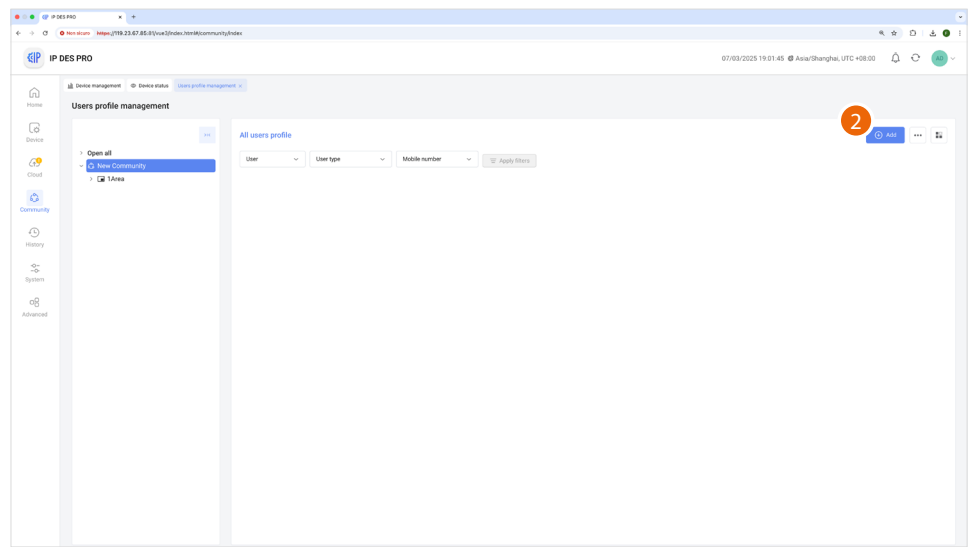 IP DES PRO
Non sicuro https://119.23.67.85:81/vue3/index.html#/community/index
IP DES PRO
07/03/2025 19:01:45 @ Asia/Shanghai, UTC +08:00
AD
Device management
Device status
Users profile management
Home
Users profile management
2
Add
All users profile
Device
Open all
User
User type
Mobile number
Apply filters
New Community
Cloud
1Area
Community
History
System
Advanced